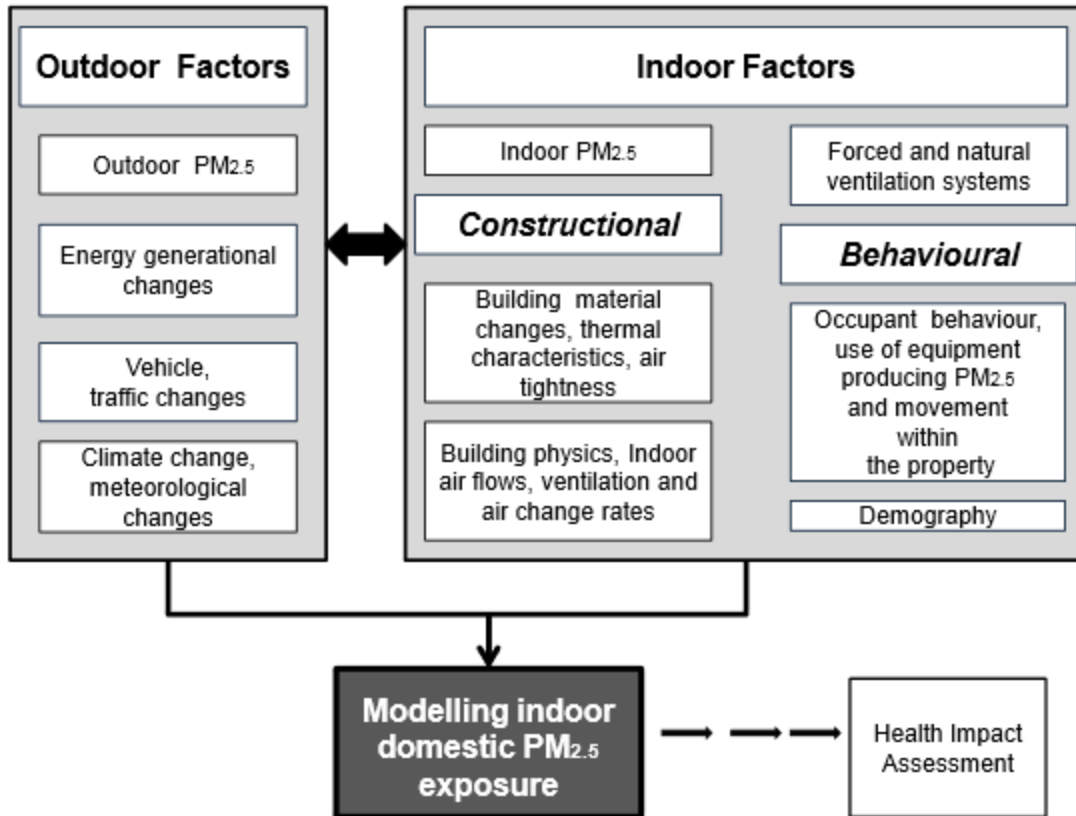 Outdoor Factors
Outdoor PM2.5
Energy generational
changes
Vehicle,
traffic changes
Climate change,
meteorological
changes
Indoor Factors
Indoor PM2.5
Constructional
Building material
changes, thermal
characteristics, air
tightness
Building physics, Indoor
air flows, ventilation and
air change rates
Forced and natural
ventilation systems
Behavioural
Occupant behaviour,
use of equipment
producing PM2.5
and movement
within
the property
Demography
Modelling indoor
domestic PM2.5
exposure
Health Impact
Assessment